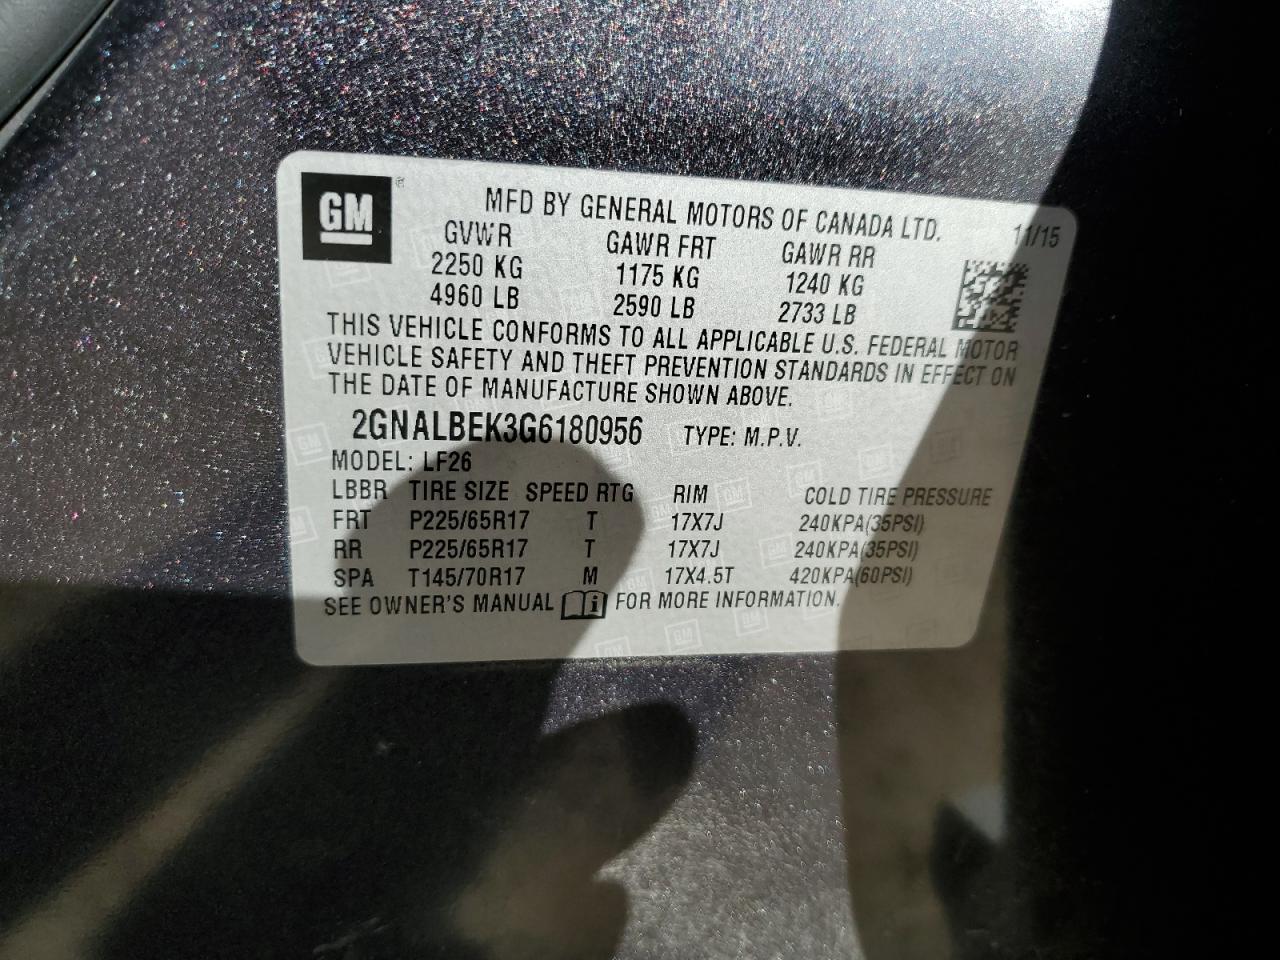 GM
MFD BY GENERAL MOTORS OF CANADA LTD. 11/15
GVWR GAWR FRT GAWR RR
2250 KG 1175 KG 1240 KG
4960 LB 2590 LB 2733 LB
THIS VEHICLE CONFORMS TO ALL APPLICABLE U.S. FEDERAL MOTOR
VEHICLE SAFETY AND THEFT PREVENTION STANDARDS IN EFFECT ON
THE DATE OF MANUFACTURE SHOWN ABOVE.
2GNALBEK3G6180956 TYPE: M.P.V.
MODEL: LF26
LBBR TIRE SIZE SPEED RTG RIM COLD TIRE PRESSURE
FRT P225/65R17 T 17X7J 240KPA(35PSI)
RR P225/65R17 T 17X7J 240KPA(35PSI)
SPA T145/70R17 M 17X4.5T 420KPA(60PSI)
SEE OWNER'S MANUAL i FOR MORE INFORMATION.